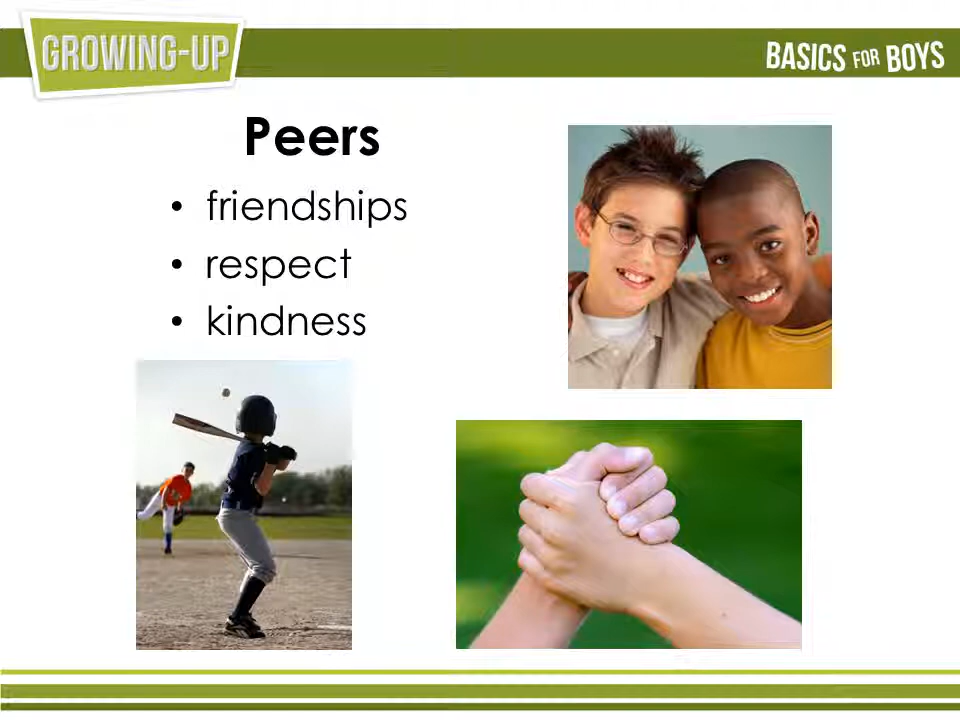 GROWING-UP
BASICS FOR BOYS
Peers
• friendships
• respect
• kindness